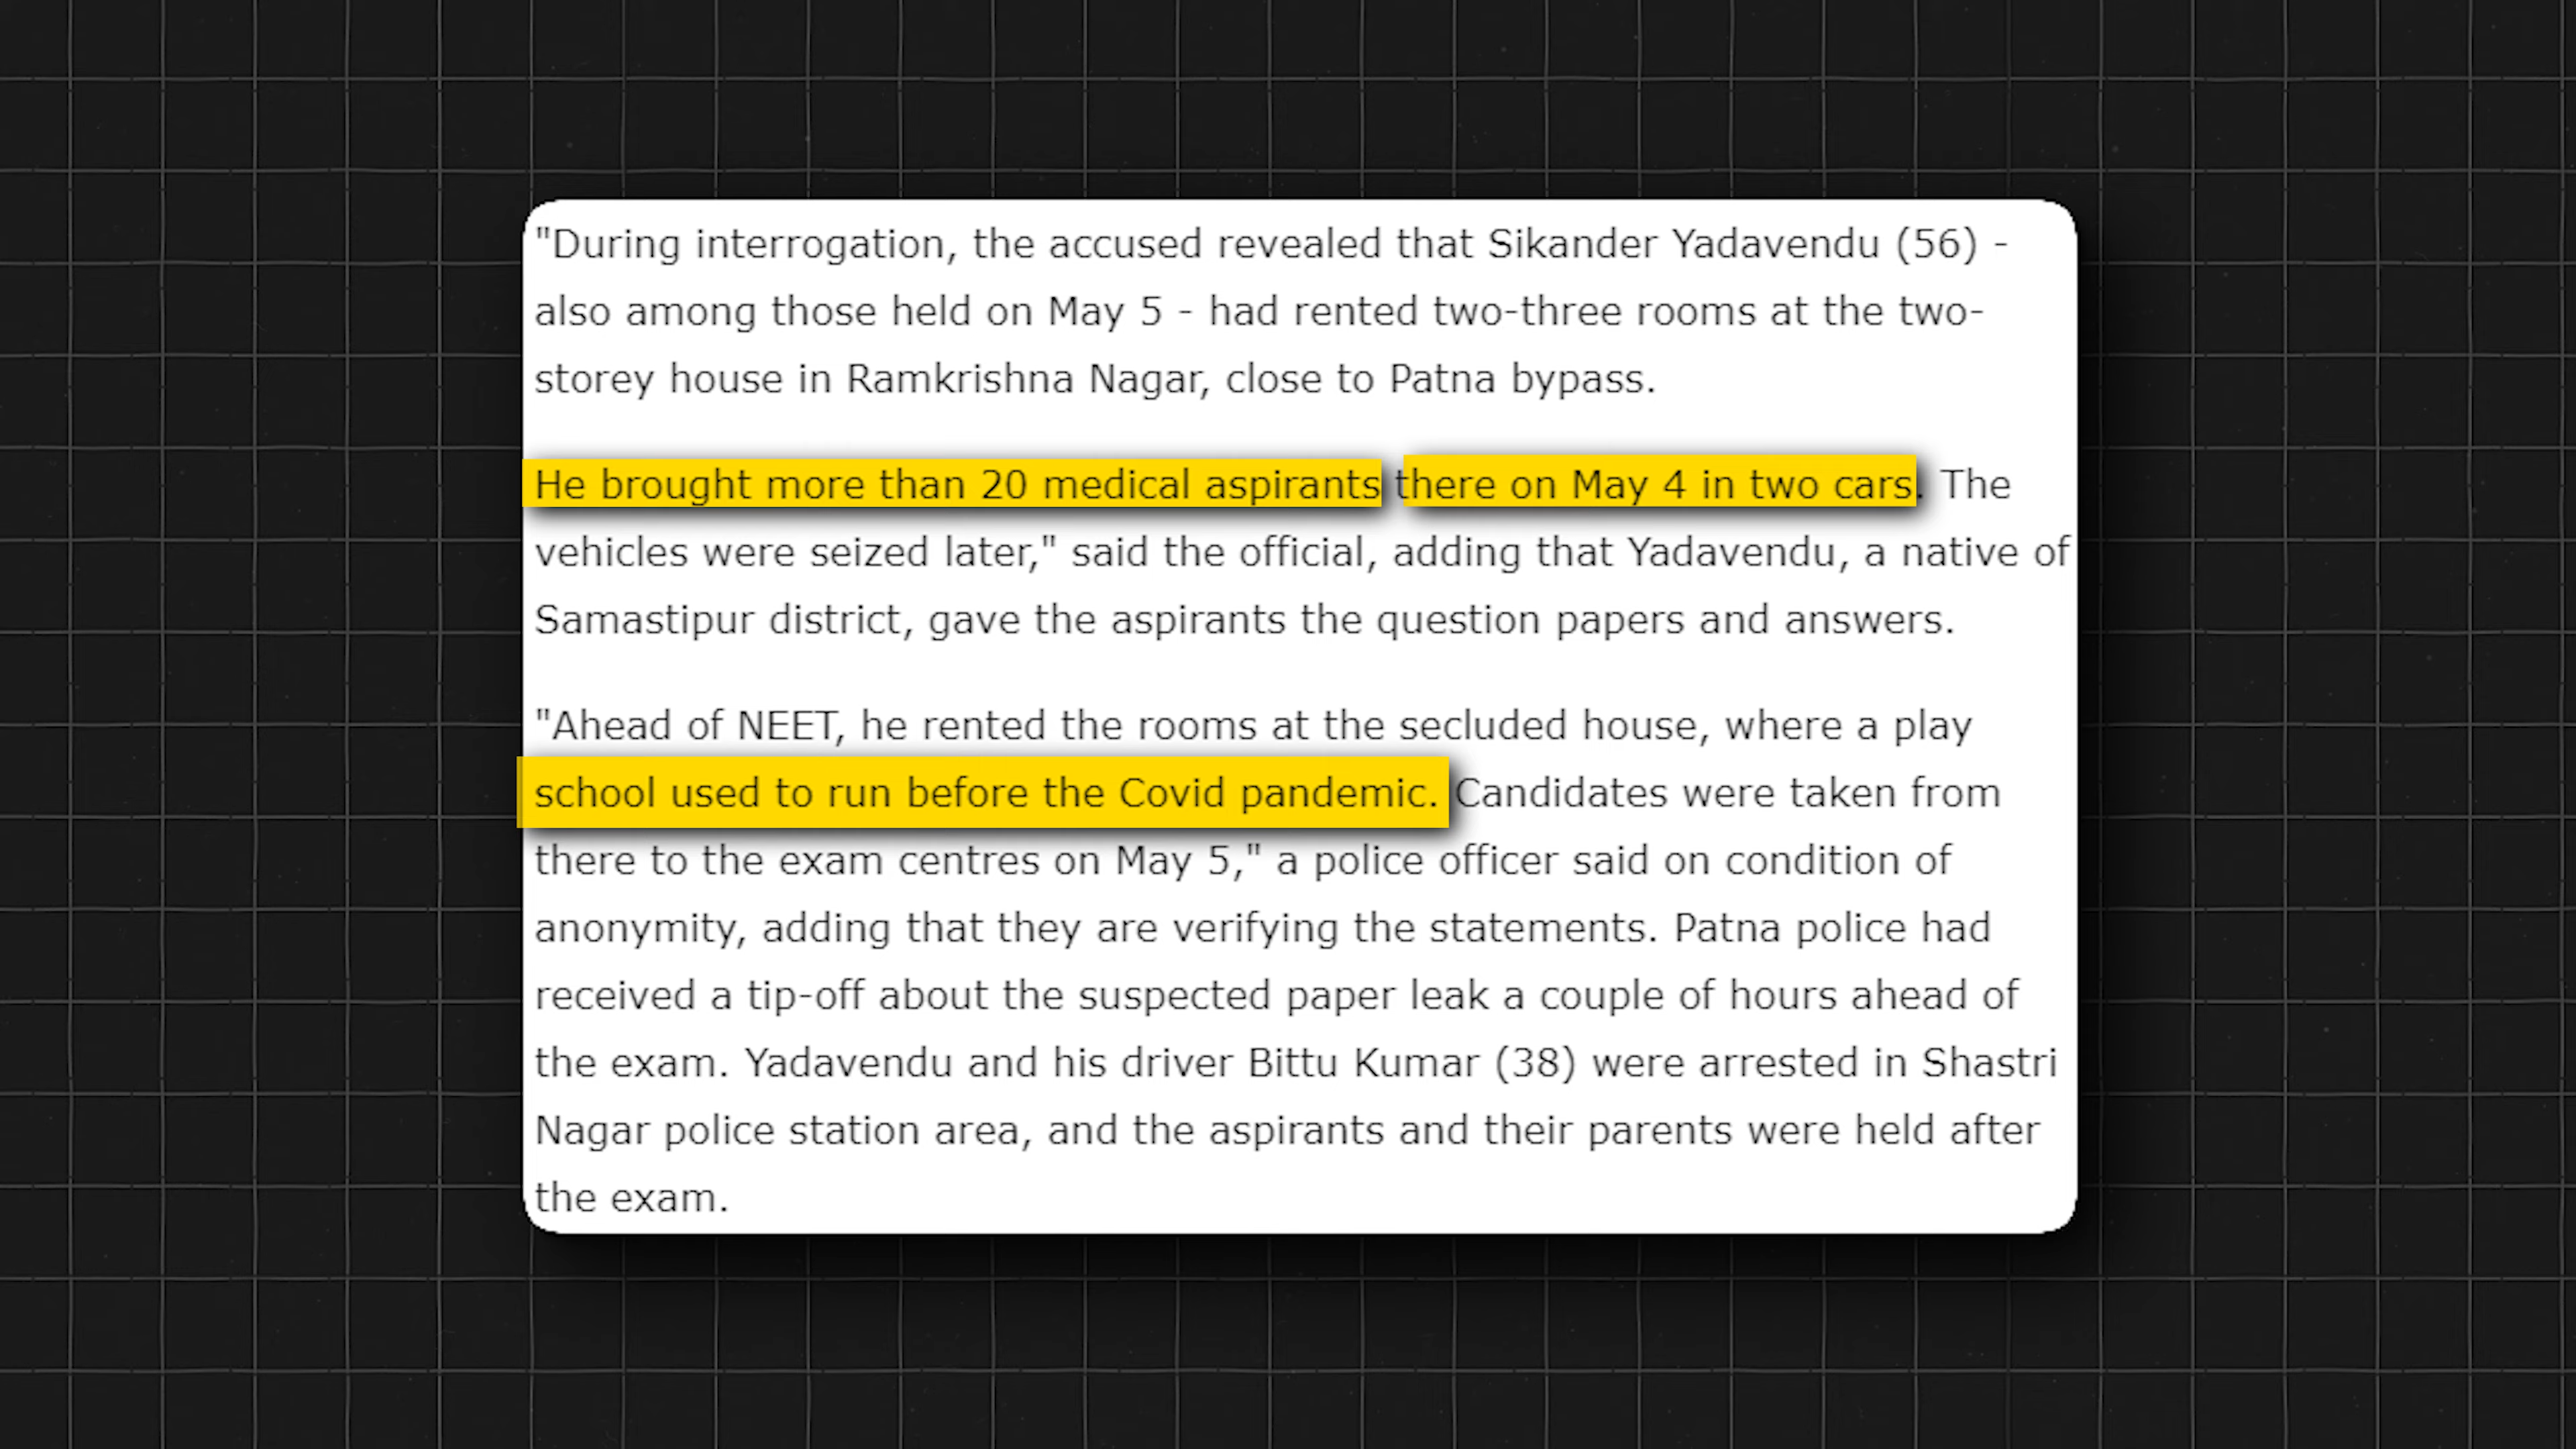 "During interrogation, the accused revealed that Sikander Yadavendu (56) -
also among those held on May 5 - had rented two-three rooms at the two-
storey house in Ramkrishna Nagar, close to Patna bypass.
He brought more than 20 medical aspirants there on May 4 in two cars. The
vehicles were seized later," said the official, adding that Yadavendu, a native of
Samastipur district, gave the aspirants the question papers and answers.
"Ahead of NEET, he rented the rooms at the secluded house, where a play
school used to run before the Covid pandemic. Candidates were taken from
there to the exam centres on May 5," a police officer said on condition of
anonymity, adding that they are verifying the statements. Patna police had
received a tip-off about the suspected paper leak a couple of hours ahead of
the exam. Yadavendu and his driver Bittu Kumar (38) were arrested in Shastri
Nagar police station area, and the aspirants and their parents were held after
the exam.